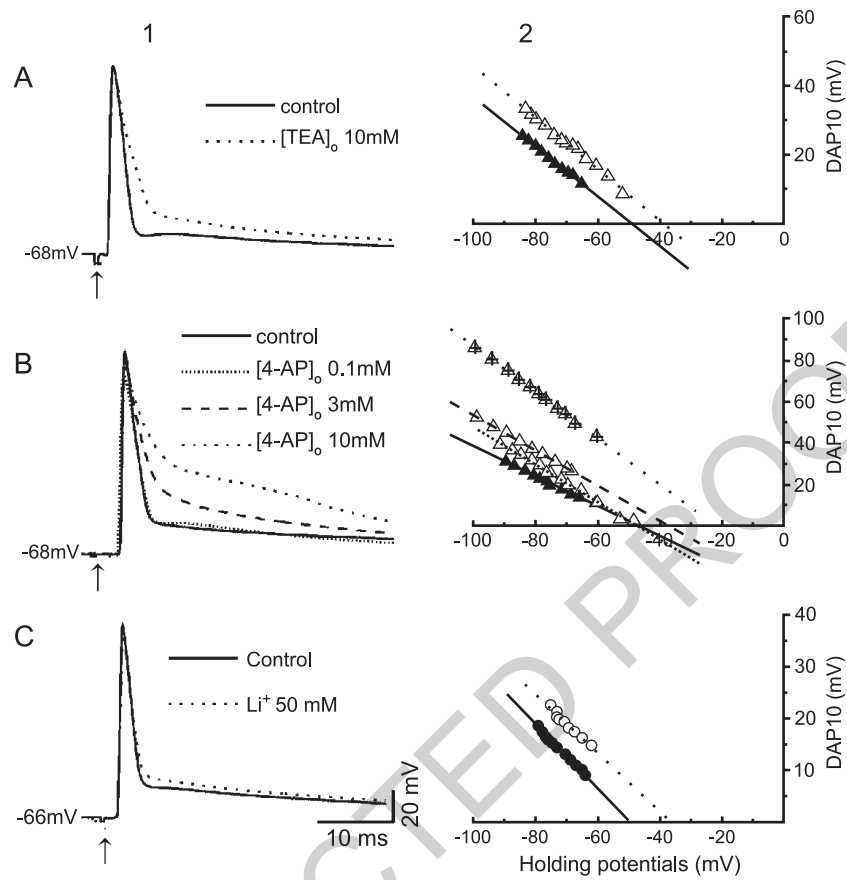 1
2
A
control
[TEA]o 10mM
-68mV
60
40
20
DAP10 (mV)
-100 -80 -60 -40 -20 0
B
control
[4-AP]o 0.1mM
[4-AP]o 3mM
[4-AP]o 10mM
-68mV
100
80
60
40
20
DAP10 (mV)
-100 -80 -60 -40 -20 0
C
Control
Li+ 50 mM
-66mV
20 mV
10 ms
40
30
20
10
DAP10 (mV)
-100 -80 -60 -40 -20 0
Holding potentials (mV)
CTED PROO